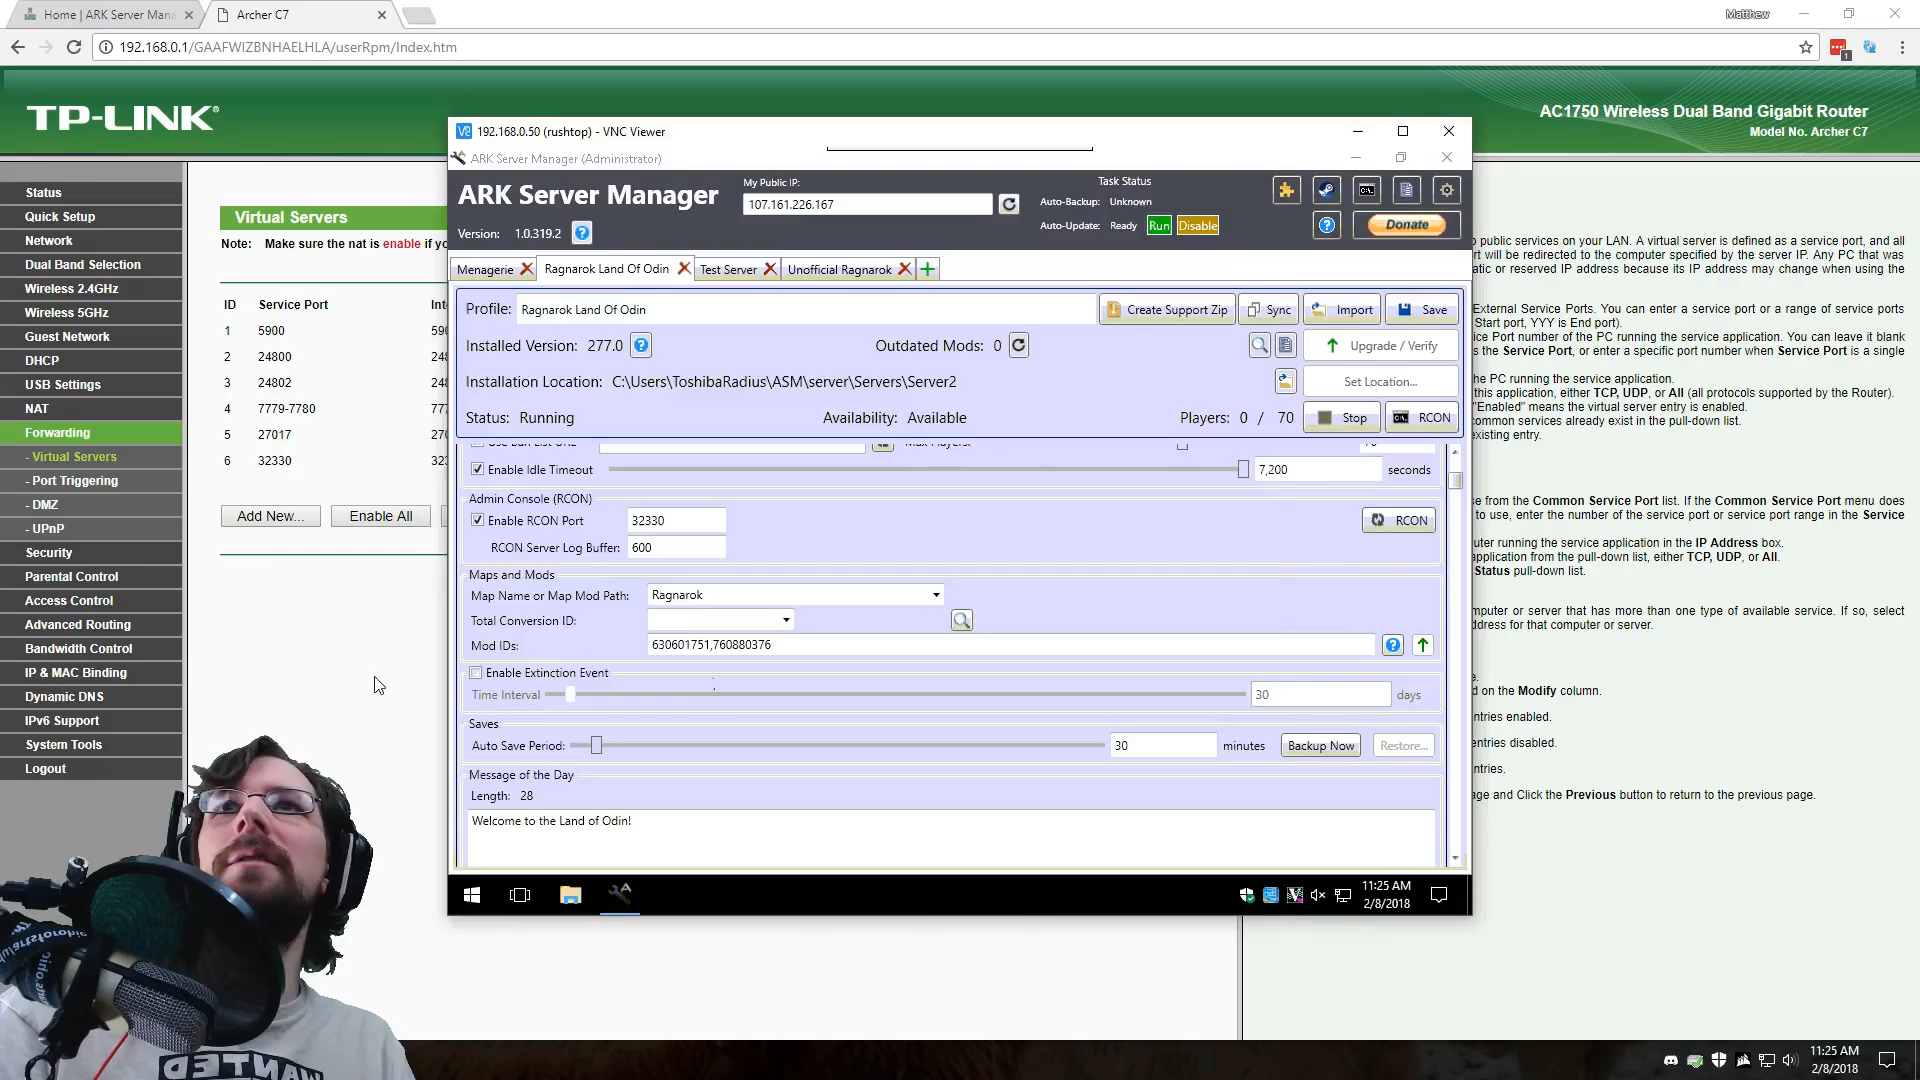 Home | ARK Server Mana
Archer C7
Matthew
192.168.0.1/GAAFWIZBNHAELHLA/userRpm/Index.htm
1
TP-LINK®
AC1750 Wireless Dual Band Gigabit Router
Model No. Archer C7
Status
Quick Setup
Network
Dual Band Selection
Wireless 2.4GHz
Wireless 5GHz
Guest Network
DHCP
USB Settings
NAT
Forwarding
- Virtual Servers
- Port Triggering
- DMZ
- UPnP
Security
Parental Control
Access Control
Advanced Routing
Bandwidth Control
IP & MAC Binding
Dynamic DNS
IPv6 Support
System Tools
Logout
Virtual Servers
Note: Make sure the nat is enable if yo
ID Service Port Int
1 5900 590
2 24800 248
3 24802 248
4 7779-7780 777
5 27017 270
6 32330 323
Add New... Enable All
192.168.0.50 (rushtop) - VNC Viewer
ARK Server Manager (Administrator)
ARK Server Manager
Version: 1.0.319.2
My Public IP:
107.161.226.167
Task Status
Auto-Backup: Unknown
Auto-Update: Ready Run Disable
Donate
Menagerie Ragnarok Land Of Odin Test Server Unofficial Ragnarok
Profile: Ragnarok Land Of Odin Create Support Zip Sync Import Save
Installed Version: 277.0 Outdated Mods: 0 Upgrade / Verify
Installation Location: C:\Users\ToshibaRadius\ASM\server\Servers\Server2 Set Location...
Status: Running Availability: Available Players: 0 / 70 Stop RCON
Enable Idle Timeout 7,200 seconds
Admin Console (RCON)
Enable RCON Port 32330 RCON
RCON Server Log Buffer: 600
Maps and Mods
Map Name or Map Mod Path: Ragnarok
Total Conversion ID:
Mod IDs: 630601751,760880376
Enable Extinction Event
Time Interval 30 days
Saves
Auto Save Period: 30 minutes Backup Now Restore...
Message of the Day
Length: 28
Welcome to the Land of Odin!
11:25 AM
2/8/2018
public services on your LAN. A virtual server is defined as a service port, and all
rt will be redirected to the computer specified by the server IP. Any PC that was
atic or reserved IP address because its IP address may change when using the
External Service Ports. You can enter a service port or a range of service ports
Start port, YYY is End port).
ice Port number of the PC running the service application. You can leave it blank
s the Service Port, or enter a specific port number when Service Port is a single
the PC running the service application.
this application, either TCP, UDP, or All (all protocols supported by the Router).
"Enabled" means the virtual server entry is enabled.
common services already exist in the pull-down list.
existing entry.
se from the Common Service Port list. If the Common Service Port menu does
to use, enter the number of the service port or service port range in the Service
uter running the service application in the IP Address box.
application from the pull-down list, either TCP, UDP, or All.
Status pull-down list.
mputer or server that has more than one type of available service. If so, select
ddress for that computer or server.
e.
d on the Modify column.
ntries enabled.
entries disabled.
tries.
age and Click the Previous button to return to the previous page.
WANTED
11:25 AM
2/8/2018